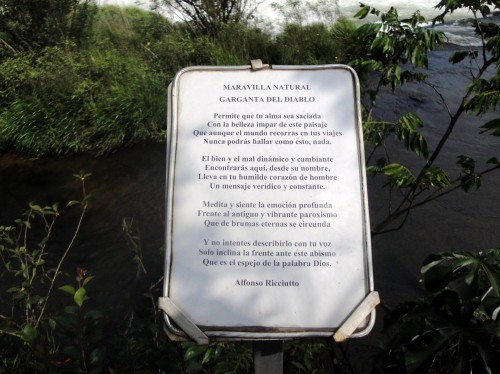 MARAVILLA NATURAL
GARGANTA DEL DIABLO
Permite que tu alma sea saciada
Con la belleza impar de este paisaje
Que aunque el mundo recorras en tus viajes
Nunca podrás hallar como ésto, nada.
El bien y el mal dinámico y cambiante
Encontrarás aquí, desde su nombre,
Lleva en tu humilde corazón de hombre
Un mensaje verídico y constante.
Medita y siente la emoción profunda
Frente al antiguo y vibrante paroxismo
Que de brumas eternas se circunda
Y no intentes describirlo con tu voz
Solo inclina la frente ante este abismo
Que es el espejo de la palabra Dios.
Alfonso Ricciutto